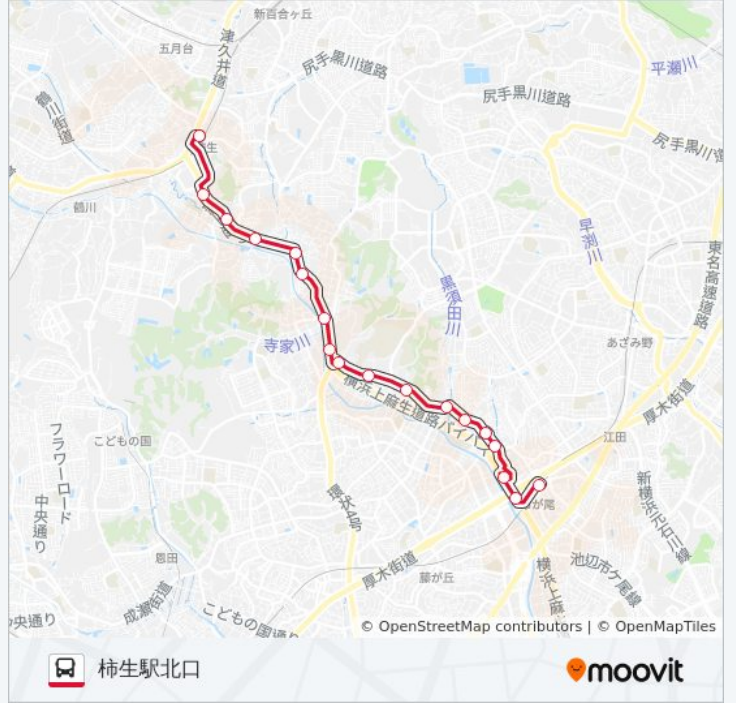 新百合ヶ丘
津久井道
五月台
尻手黒川道路
平瀬川
鶴川街道
尻手黒川道路
尻手黒川道
生
鶴川
早渕川
東名高速道路
黒須田川
寺家川
あざみ野
横浜上麻生道路バイパ
厚木街道
こどもの国
江田
フラワーロード
中央通り
環状4号
新横浜元石川線
が尾
恩田
厚木街道
藤が丘
横浜上麻
池辺市ケ尾線
成瀬街道
中央通り
こどもの国通り
© OpenStreetMap contributors | © OpenMapTiles
柿生駅北口
moovit